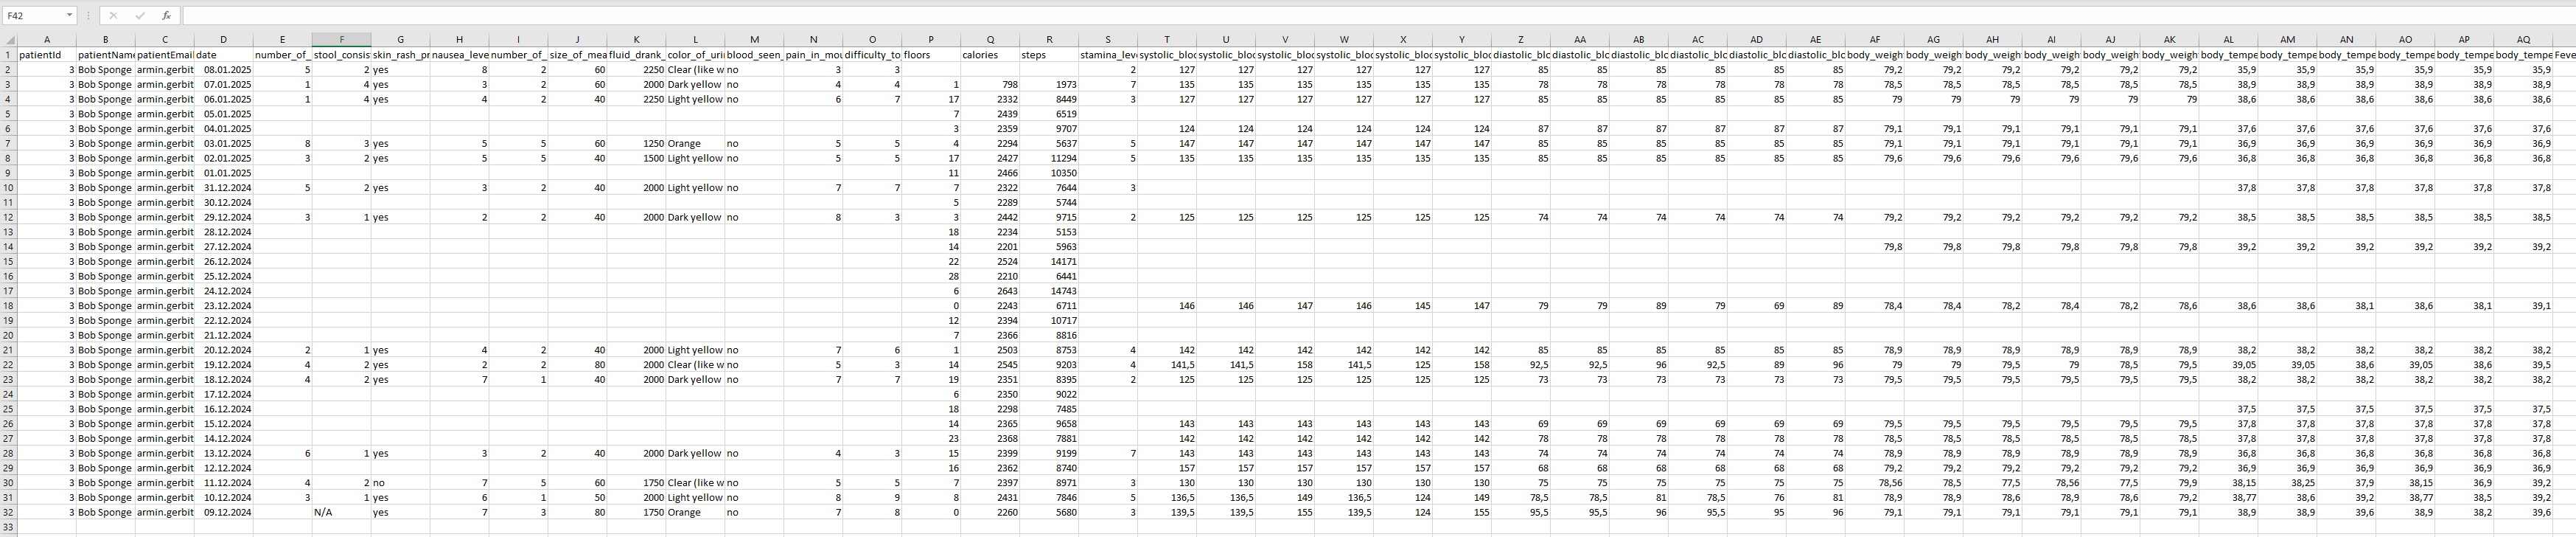 F42 fx
A B C D E F G H I J K L M N O P Q R S T U V W X Y Z AA AB AC AD AE AF AG AH AI AJ AK AL AM AN AO AP AQ
1 patientId patientName patientEmail date number_of_ stool_consis skin_rash_pr nausea_leve number_of_ size_of_mea fluid_drank_ color_of_uri blood_seen_ pain_in_mou difficulty_to floors calories steps stamina_leve systolic_bloc systolic_bloc systolic_bloc systolic_bloc systolic_bloc systolic_bloc diastolic_blc diastolic_blc diastolic_blc diastolic_blc diastolic_blc diastolic_blc body_weigh body_weigh body_weigh body_weigh body_weigh body_weigh body_tempe body_tempe body_tempe body_tempe body_tempe body_tempe Feve
2 3 Bob Sponge armin.gerbit 08.01.2025 5 2 yes 8 2 60 2250 Clear (like w no 3 3 2 127 127 127 127 127 127 85 85 85 85 85 85 79,2 79,2 79,2 79,2 79,2 79,2 35,9 35,9 35,9 35,9 35,9 35,9
3 3 Bob Sponge armin.gerbit 07.01.2025 1 4 yes 3 2 60 2000 Dark yellow no 4 4 1 798 1973 7 135 135 135 135 135 135 78 78 78 78 78 78 78,5 78,5 78,5 78,5 78,5 78,5 38,9 38,9 38,9 38,9 38,9 38,9
4 3 Bob Sponge armin.gerbit 06.01.2025 1 4 yes 4 2 40 2250 Light yellow no 6 7 17 2332 8449 3 127 127 127 127 127 127 85 85 85 85 85 85 79 79 79 79 79 79 38,6 38,6 38,6 38,6 38,6 38,6
5 3 Bob Sponge armin.gerbit 05.01.2025 7 2439 6519
6 3 Bob Sponge armin.gerbit 04.01.2025 3 2359 9707 124 124 124 124 124 124 87 87 87 87 87 87 79,1 79,1 79,1 79,1 79,1 79,1 37,6 37,6 37,6 37,6 37,6 37,6
7 3 Bob Sponge armin.gerbit 03.01.2025 8 3 yes 5 5 60 1250 Orange no 5 5 4 2294 5637 5 147 147 147 147 147 147 85 85 85 85 85 85 79,1 79,1 79,1 79,1 79,1 79,1 36,9 36,9 36,9 36,9 36,9 36,9
8 3 Bob Sponge armin.gerbit 02.01.2025 3 2 yes 5 5 40 1500 Light yellow no 5 5 17 2427 11294 5 135 135 135 135 135 135 85 85 85 85 85 85 79,6 79,6 79,6 79,6 79,6 79,6 36,8 36,8 36,8 36,8 36,8 36,8
9 3 Bob Sponge armin.gerbit 01.01.2025 11 2466 10350
10 3 Bob Sponge armin.gerbit 31.12.2024 5 2 yes 3 2 40 2000 Light yellow no 7 7 7 2322 7644 3 37,8 37,8 37,8 37,8 37,8 37,8
11 3 Bob Sponge armin.gerbit 30.12.2024 5 2289 5744
12 3 Bob Sponge armin.gerbit 29.12.2024 3 1 yes 2 2 40 2000 Dark yellow no 8 3 3 2442 9715 2 125 125 125 125 125 125 74 74 74 74 74 74 79,2 79,2 79,2 79,2 79,2 79,2 38,5 38,5 38,5 38,5 38,5 38,5
13 3 Bob Sponge armin.gerbit 28.12.2024 18 2234 5153
14 3 Bob Sponge armin.gerbit 27.12.2024 14 2201 5963 79,8 79,8 79,8 79,8 79,8 79,8 39,2 39,2 39,2 39,2 39,2 39,2
15 3 Bob Sponge armin.gerbit 26.12.2024 22 2524 14171
16 3 Bob Sponge armin.gerbit 25.12.2024 28 2210 6441
17 3 Bob Sponge armin.gerbit 24.12.2024 6 2643 14743
18 3 Bob Sponge armin.gerbit 23.12.2024 0 2243 6711 146 146 147 146 145 147 79 79 89 79 69 89 78,4 78,4 78,2 78,4 78,2 78,6 38,6 38,6 38,1 38,6 38,1 39,1
19 3 Bob Sponge armin.gerbit 22.12.2024 12 2394 10717
20 3 Bob Sponge armin.gerbit 21.12.2024 7 2366 8816
21 3 Bob Sponge armin.gerbit 20.12.2024 2 1 yes 4 2 40 2000 Light yellow no 7 6 1 2503 8753 4 142 142 142 142 142 142 85 85 85 85 85 85 78,9 78,9 78,9 78,9 78,9 78,9 38,2 38,2 38,2 38,2 38,2 38,2
22 3 Bob Sponge armin.gerbit 19.12.2024 4 2 yes 2 2 80 2000 Clear (like w no 5 3 14 2545 9203 4 141,5 141,5 158 141,5 125 158 92,5 92,5 96 92,5 89 96 79 79 79,5 79 78,5 79,5 39,05 39,05 38,6 39,05 38,6 39,5
23 3 Bob Sponge armin.gerbit 18.12.2024 4 2 yes 7 1 40 2000 Dark yellow no 7 7 19 2351 8395 2 125 125 125 125 125 125 73 73 73 73 73 73 79,5 79,5 79,5 79,5 79,5 79,5 38,2 38,2 38,2 38,2 38,2 38,2
24 3 Bob Sponge armin.gerbit 17.12.2024 6 2350 9022
25 3 Bob Sponge armin.gerbit 16.12.2024 18 2298 7485 37,5 37,5 37,5 37,5 37,5 37,5
26 3 Bob Sponge armin.gerbit 15.12.2024 14 2365 9658 143 143 143 143 143 143 69 69 69 69 69 69 79,5 79,5 79,5 79,5 79,5 79,5 37,8 37,8 37,8 37,8 37,8 37,8
27 3 Bob Sponge armin.gerbit 14.12.2024 23 2368 7881 142 142 142 142 142 142 78 78 78 78 78 78 78,5 78,5 78,5 78,5 78,5 78,5 37,8 37,8 37,8 37,8 37,8 37,8
28 3 Bob Sponge armin.gerbit 13.12.2024 6 1 yes 3 2 40 2000 Dark yellow no 4 3 15 2399 9199 7 143 143 143 143 143 143 74 74 74 74 74 74 78,9 78,9 78,9 78,9 78,9 78,9 36,8 36,8 36,8 36,8 36,8 36,8
29 3 Bob Sponge armin.gerbit 12.12.2024 16 2362 8740 157 157 157 157 157 157 68 68 68 68 68 68 79,2 79,2 79,2 79,2 79,2 79,2 36,9 36,9 36,9 36,9 36,9 36,9
30 3 Bob Sponge armin.gerbit 11.12.2024 4 2 no 7 5 60 1750 Clear (like w no 5 5 7 2397 8971 3 130 130 130 130 130 130 75 75 75 75 75 75 78,56 78,5 77,5 78,56 77,5 79,9 38,15 38,25 37,9 38,15 36,9 39,2
31 3 Bob Sponge armin.gerbit 10.12.2024 3 1 yes 6 1 50 2000 Light yellow no 8 9 8 2431 7846 5 136,5 136,5 149 136,5 124 149 78,5 78,5 81 78,5 76 81 78,9 78,9 78,6 78,9 78,6 79,2 38,77 38,6 39,2 38,77 38,5 39,2
32 3 Bob Sponge armin.gerbit 09.12.2024 N/A yes 7 3 80 1750 Orange no 7 8 0 2260 5680 3 139,5 139,5 155 139,5 124 155 95,5 95,5 96 95,5 95 96 79,1 79,1 79,1 79,1 79,1 79,1 38,9 38,9 39,6 38,9 38,2 39,6
33